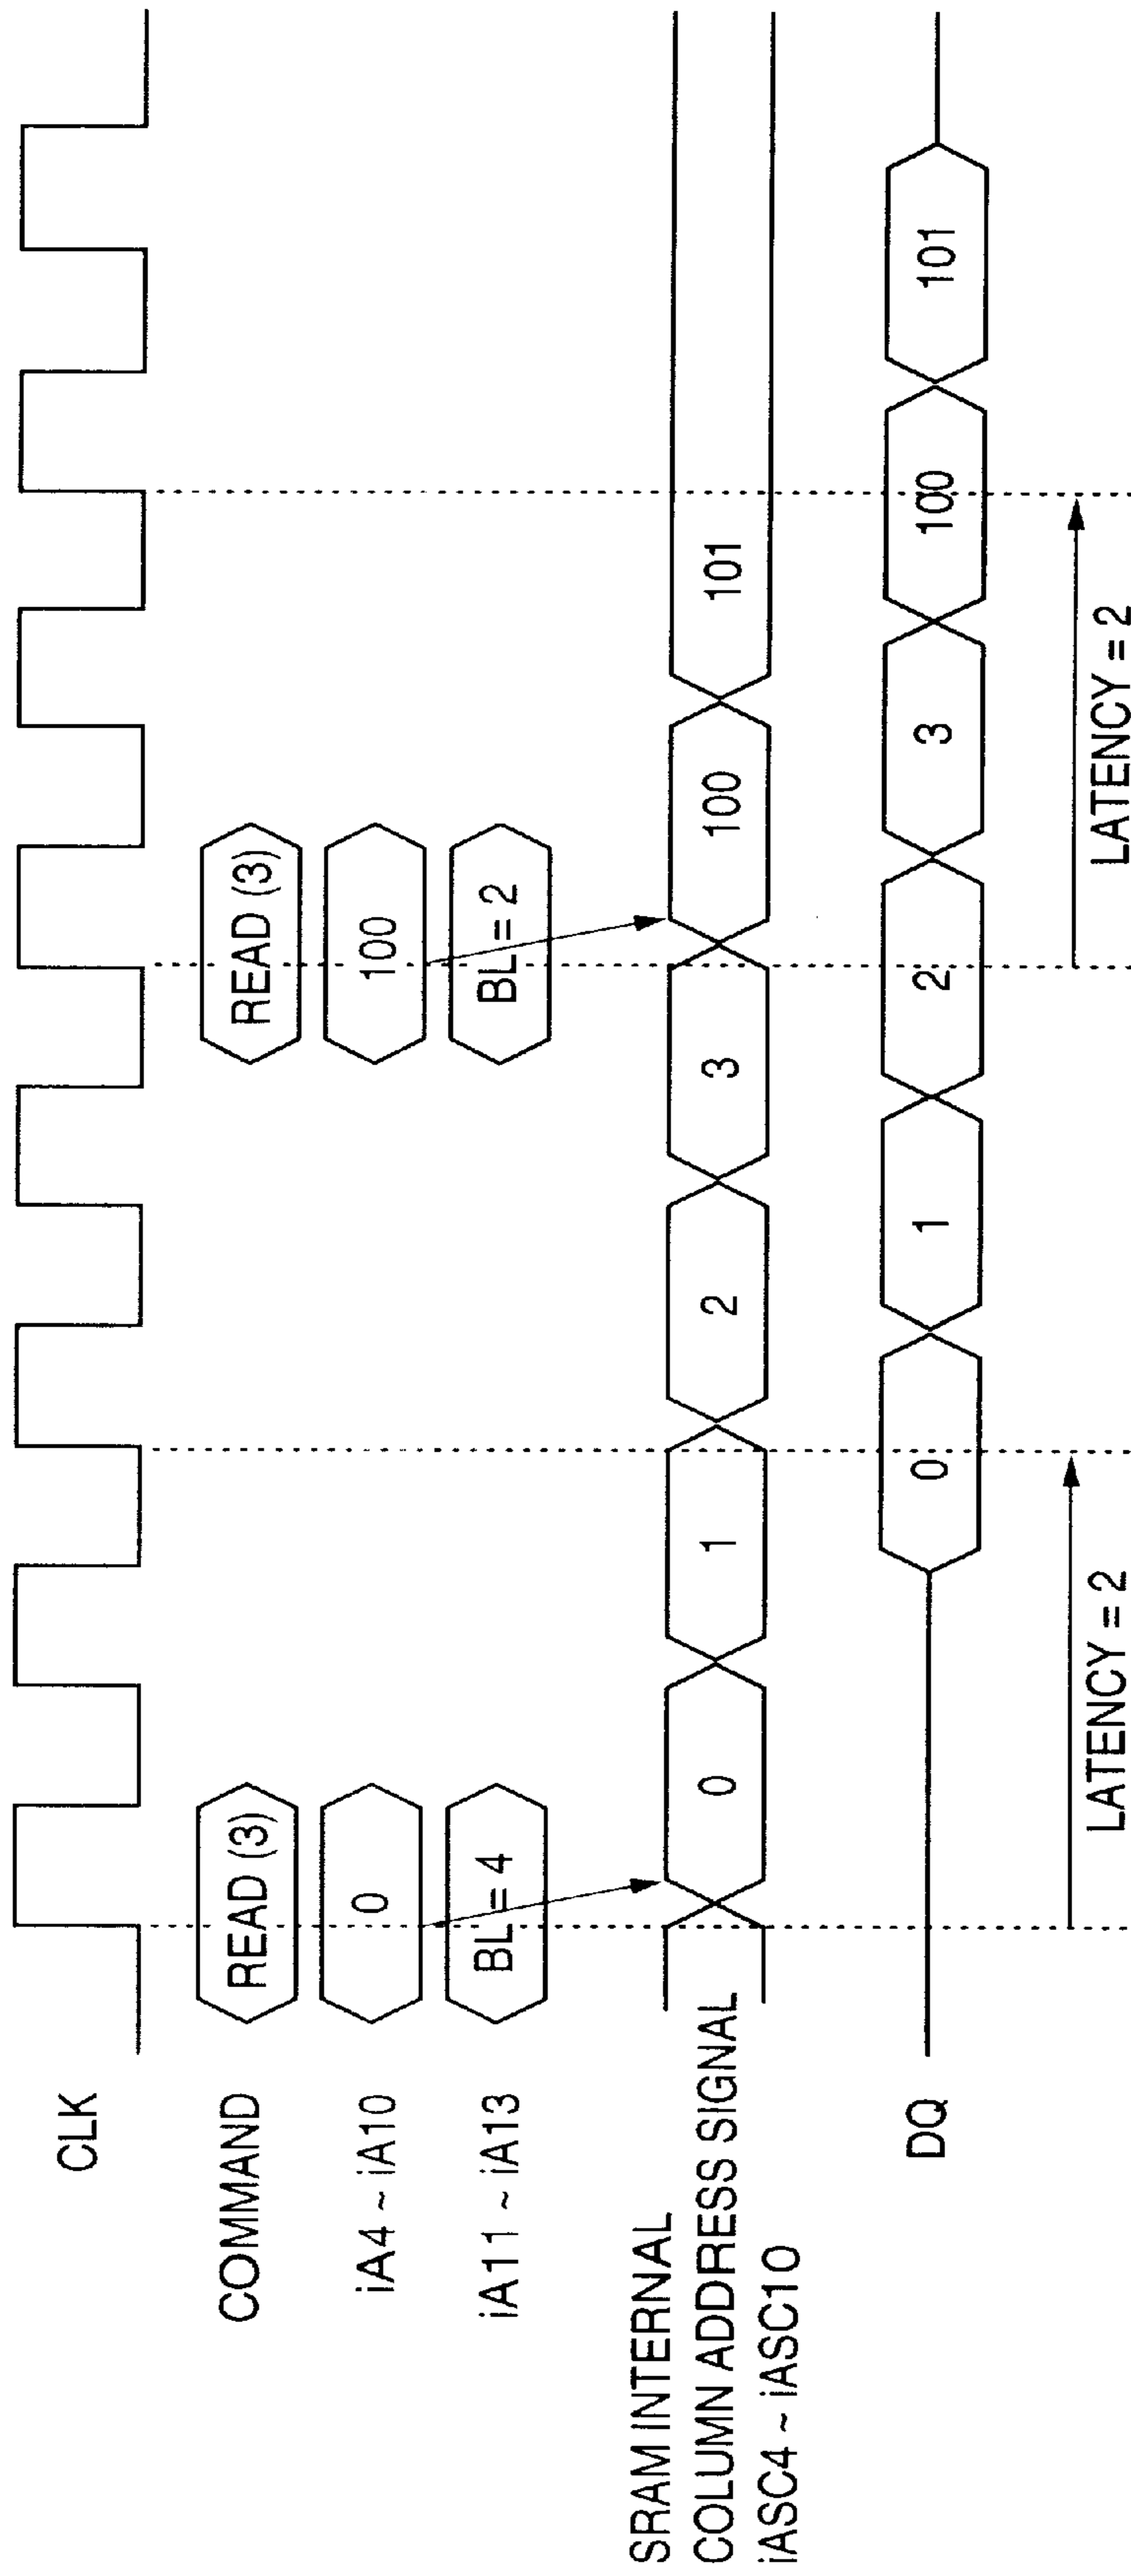 CLK
COMMAND
READ (3)
READ (3)
iA4 ~ iA10
0
100
iA11 ~ iA13
BL = 4
BL = 2
SRAM INTERNAL
COLUMN ADDRESS SIGNAL
iASC4 ~ iASC10
0
1
2
3
100
101
DQ
0
1
2
3
100
101
LATENCY = 2
LATENCY = 2